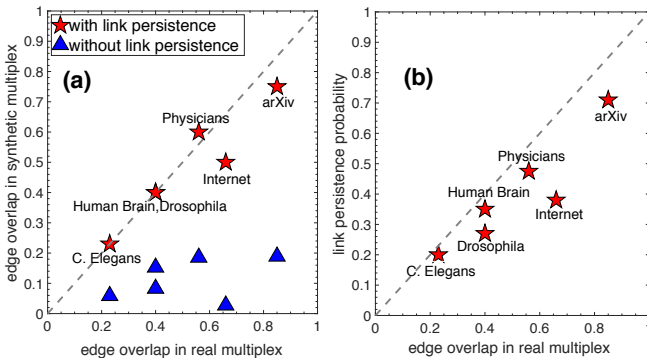 with link persistence
without link persistence
(a)
edge overlap in synthetic multiplex
1
0.9
0.8
0.7
0.6
0.5
0.4
0.3
0.2
0.1
0
arXiv
Physicians
Internet
Human Brain,Drosophila
C. Elegans
0 0.2 0.4 0.6 0.8 1
edge overlap in real multiplex
(b)
link persistence probability
1
0.9
0.8
0.7
0.6
0.5
0.4
0.3
0.2
0.1
0
arXiv
Physicians
Human Brain
Internet
Drosophila
C. Elegans
0 0.2 0.4 0.6 0.8 1
edge overlap in real multiplex